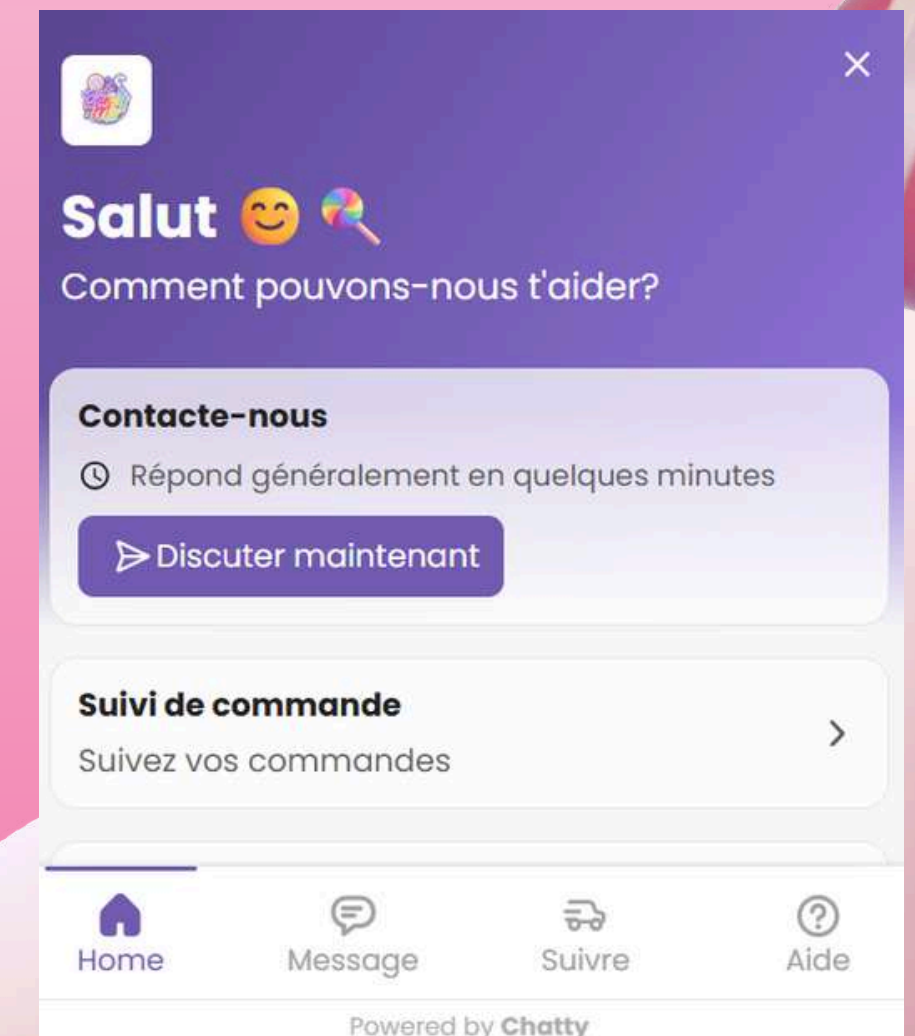 Salut 😊 🍭
Comment pouvons-nous t'aider?
Contacte-nous
Répond généralement en quelques minutes
Discuter maintenant
Suivi de commande
Suivez vos commandes
Home Message Suivre Aide
Powered by Chatty